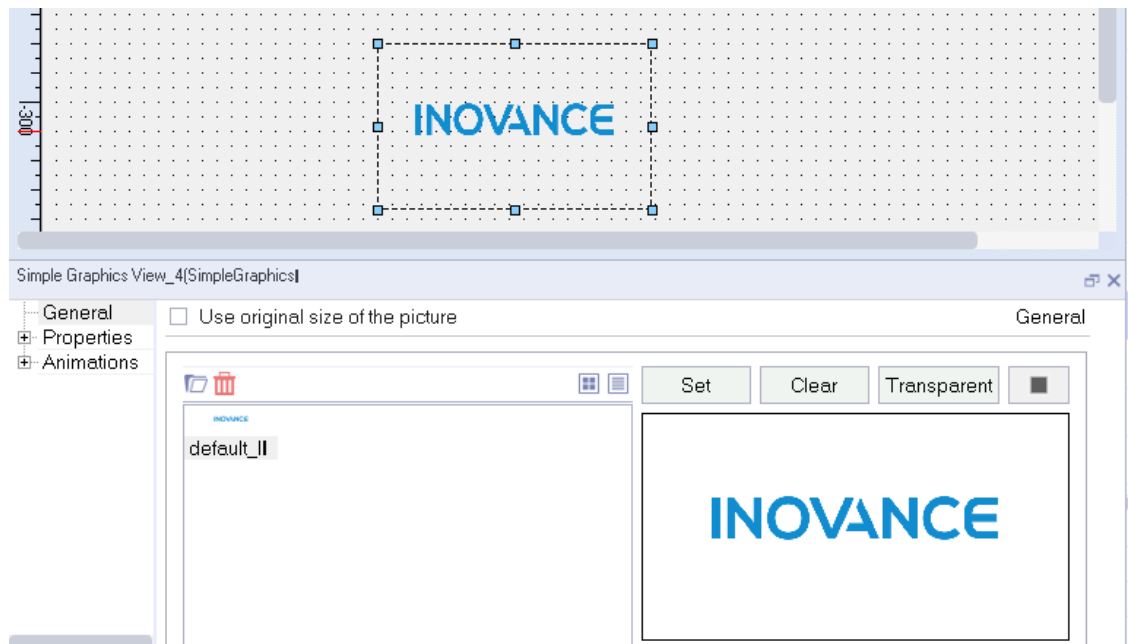 -300
INOVANCE
Simple Graphics View_4(SimpleGraphics
General
Properties
Animations
Use original size of the picture
General
Set
Clear
Transparent
INOVANCE
default_II
INOVANCE